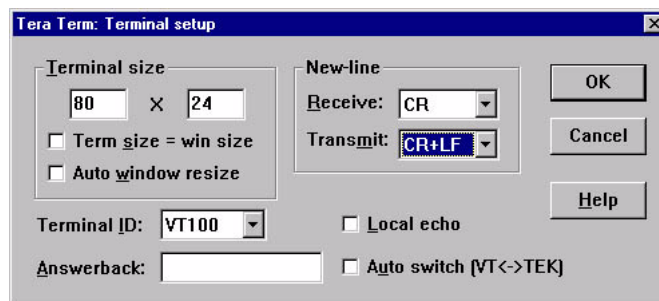 Tera Term: Terminal setup
Terminal size
80 X 24
Term size = win size
Auto window resize
New-line
Receive: CR
Transmit: CR+LF
OK
Cancel
Help
Terminal ID: VT100
Local echo
Answerback:
Auto switch (VT<->TEK)